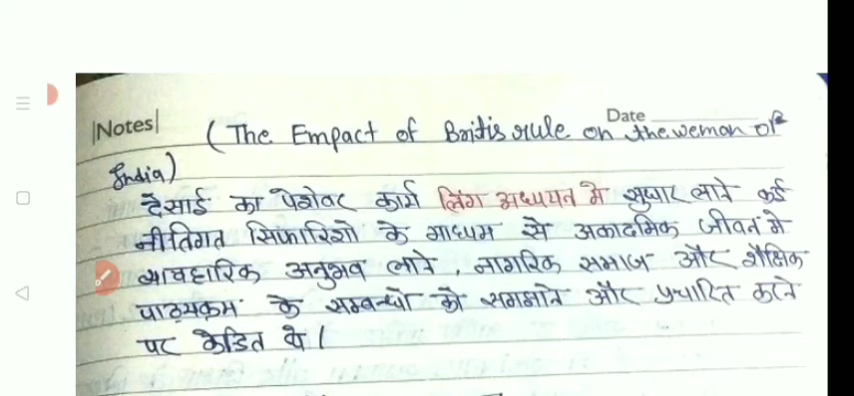 |Notes|
Date
(The Empact of Britis rule on the weman of
India)
देसाई का पेशेवर कार्य लिंग अध्ययन मे सुधार लाने कई
नीतिगत सिफारिशो के माध्यम से अकादमिक जीवन मे
व्यावहारिक अनुभव लाने, नागरिक समाज और शैक्षिक
पाठ्यक्रम के सम्बन्धो को समझने और प्रचारित करने
पर केंडित थे।